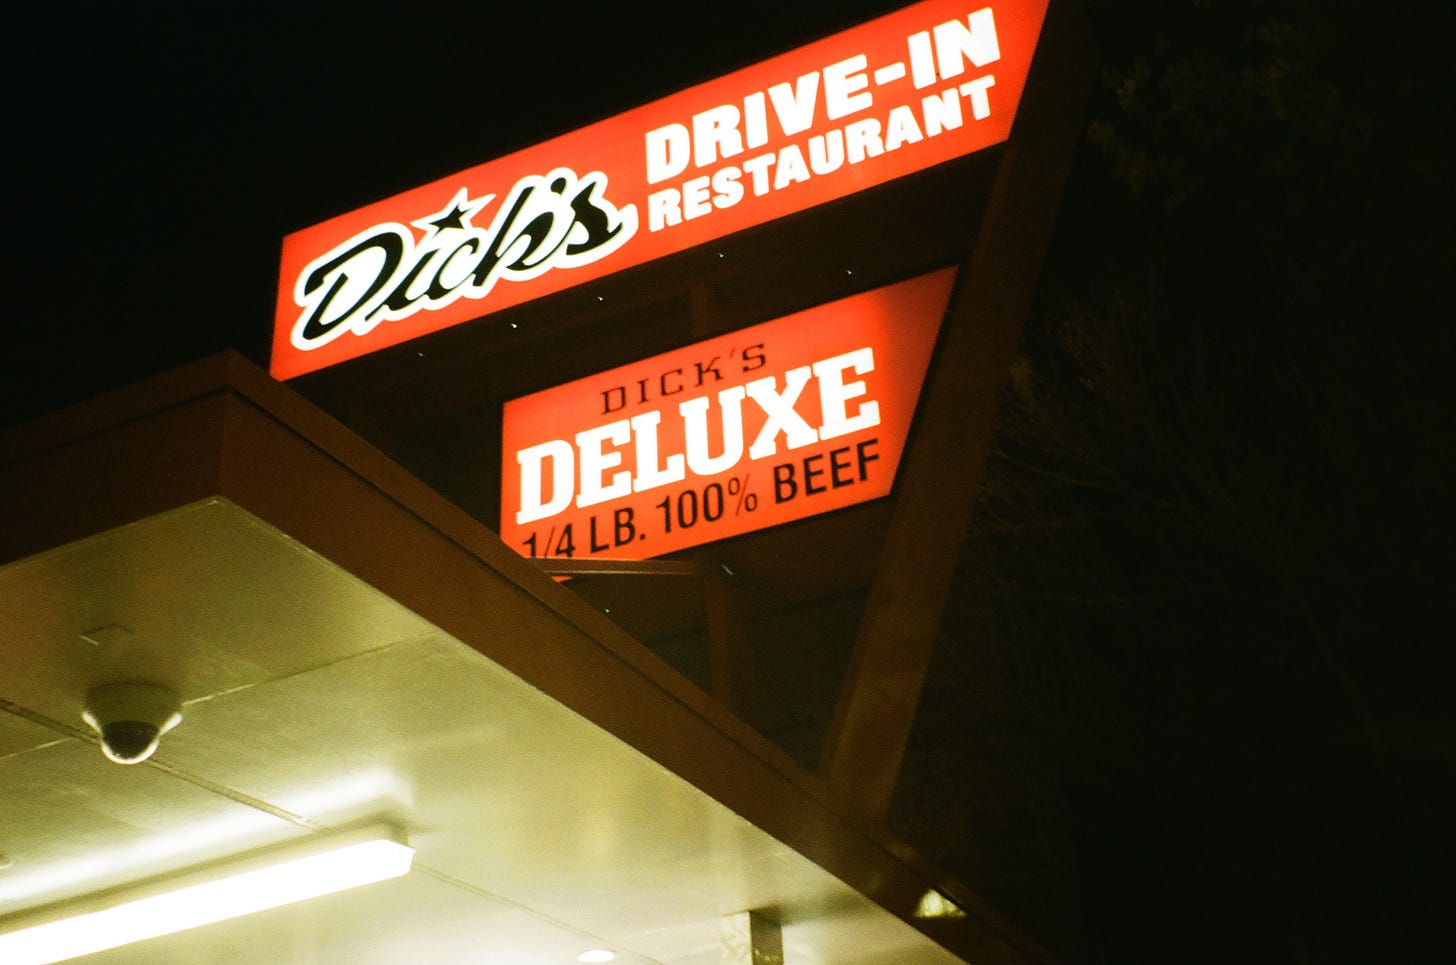 Dick's
DRIVE-IN
RESTAURANT
DICK'S
DELUXE
1/4 LB. 100% BEEF